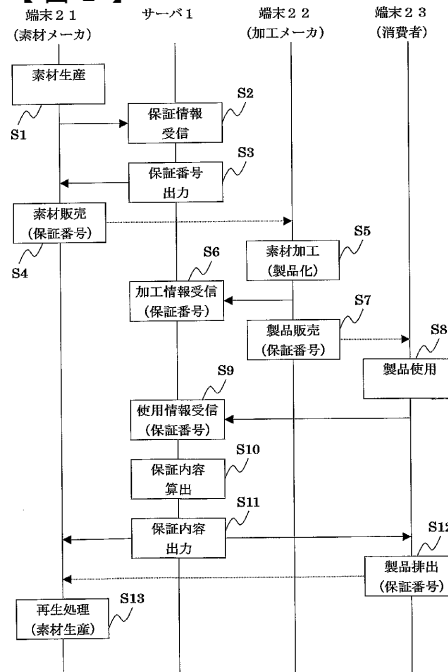 端末21
(素材メーカ)
サーバ1
端末22
(加工メーカ)
端末23
(消費者)
素材生産
S1
S2
保証情報
受信
S3
保証番号
出力
素材販売
(保証番号)
S4
S5
素材加工
(製品化)
S6
加工情報受信
(保証番号)
S7
製品販売
(保証番号)
S8
製品使用
S9
使用情報受信
(保証番号)
S10
保証内容
算出
S11
保証内容
出力
S12
製品排出
(保証番号)
再生処理
(素材生産)
S13